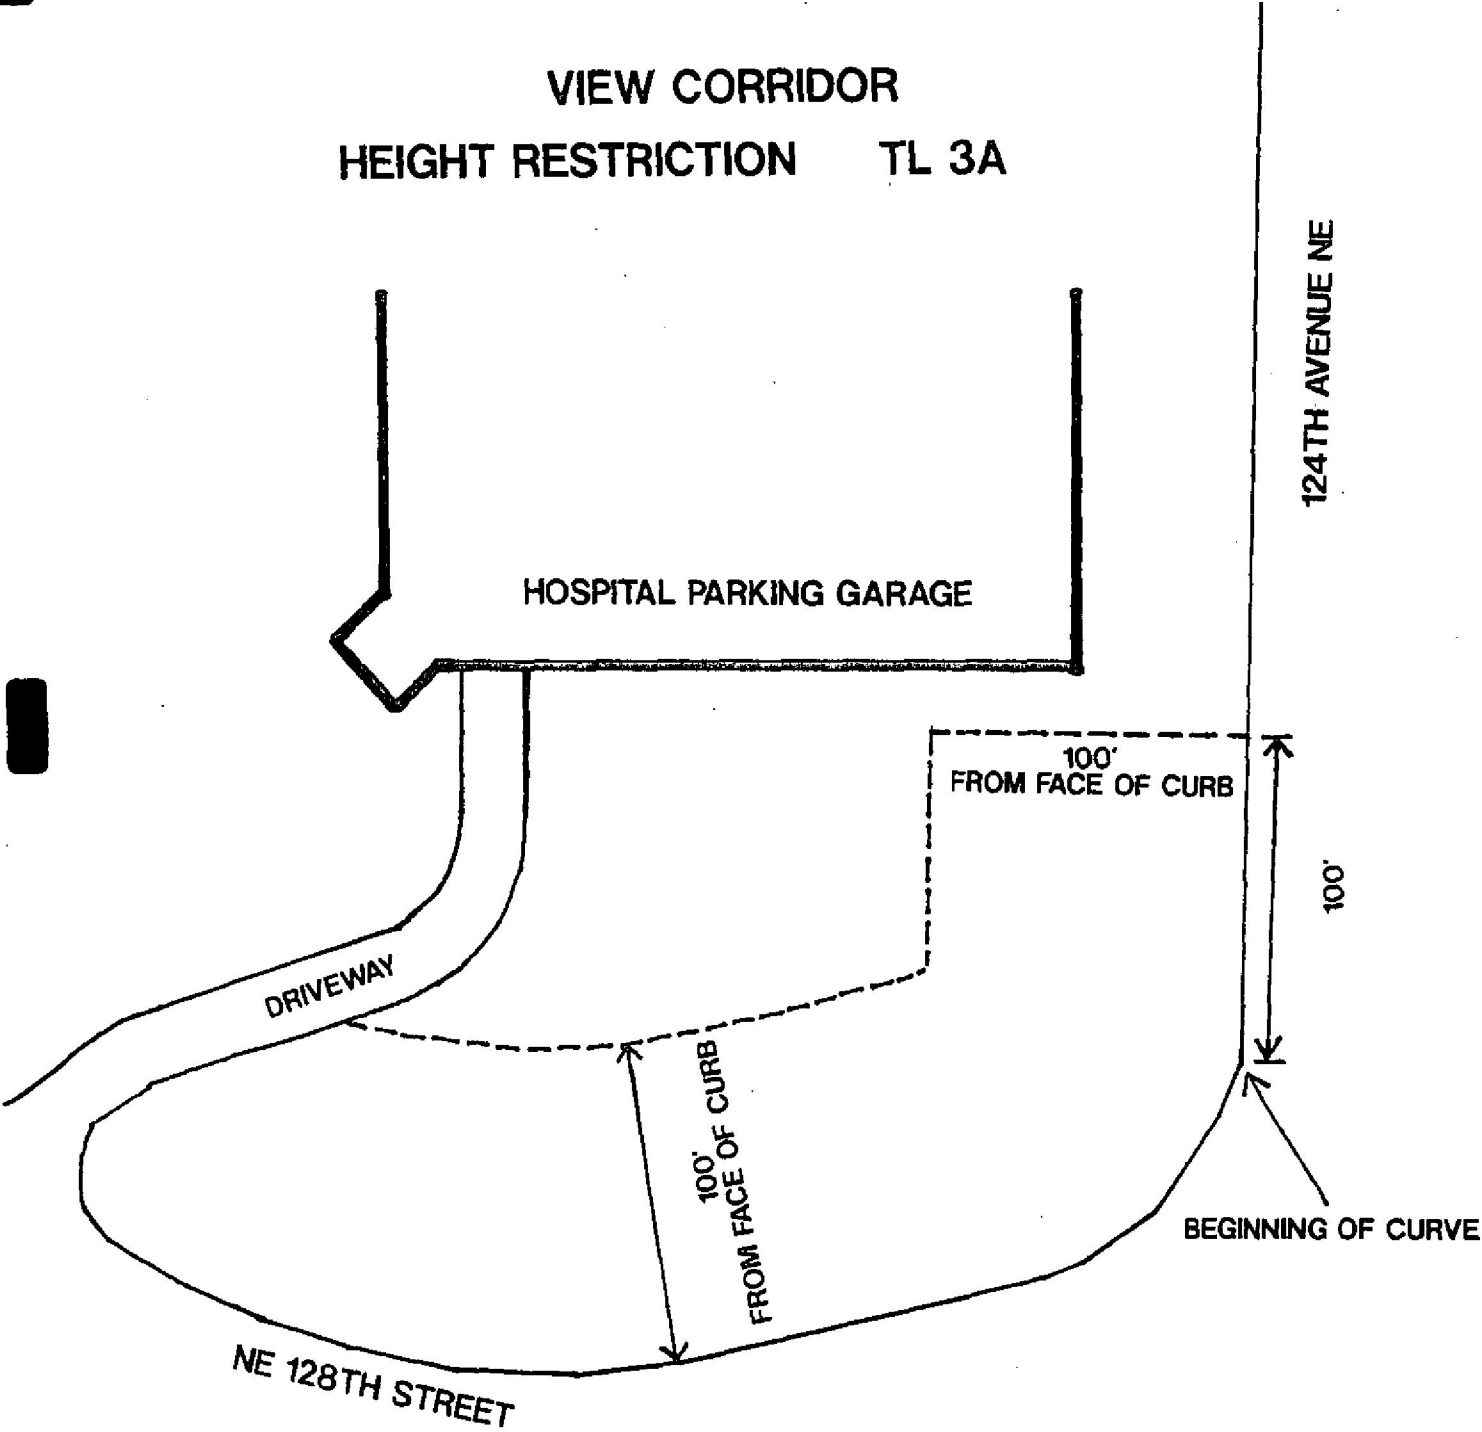 VIEW CORRIDOR
HEIGHT RESTRICTION TL 3A
124TH AVENUE NE
HOSPITAL PARKING GARAGE
100'
FROM FACE OF CURB
100'
DRIVEWAY
100'
FROM FACE OF CURB
BEGINNING OF CURVE
NE 128TH STREET